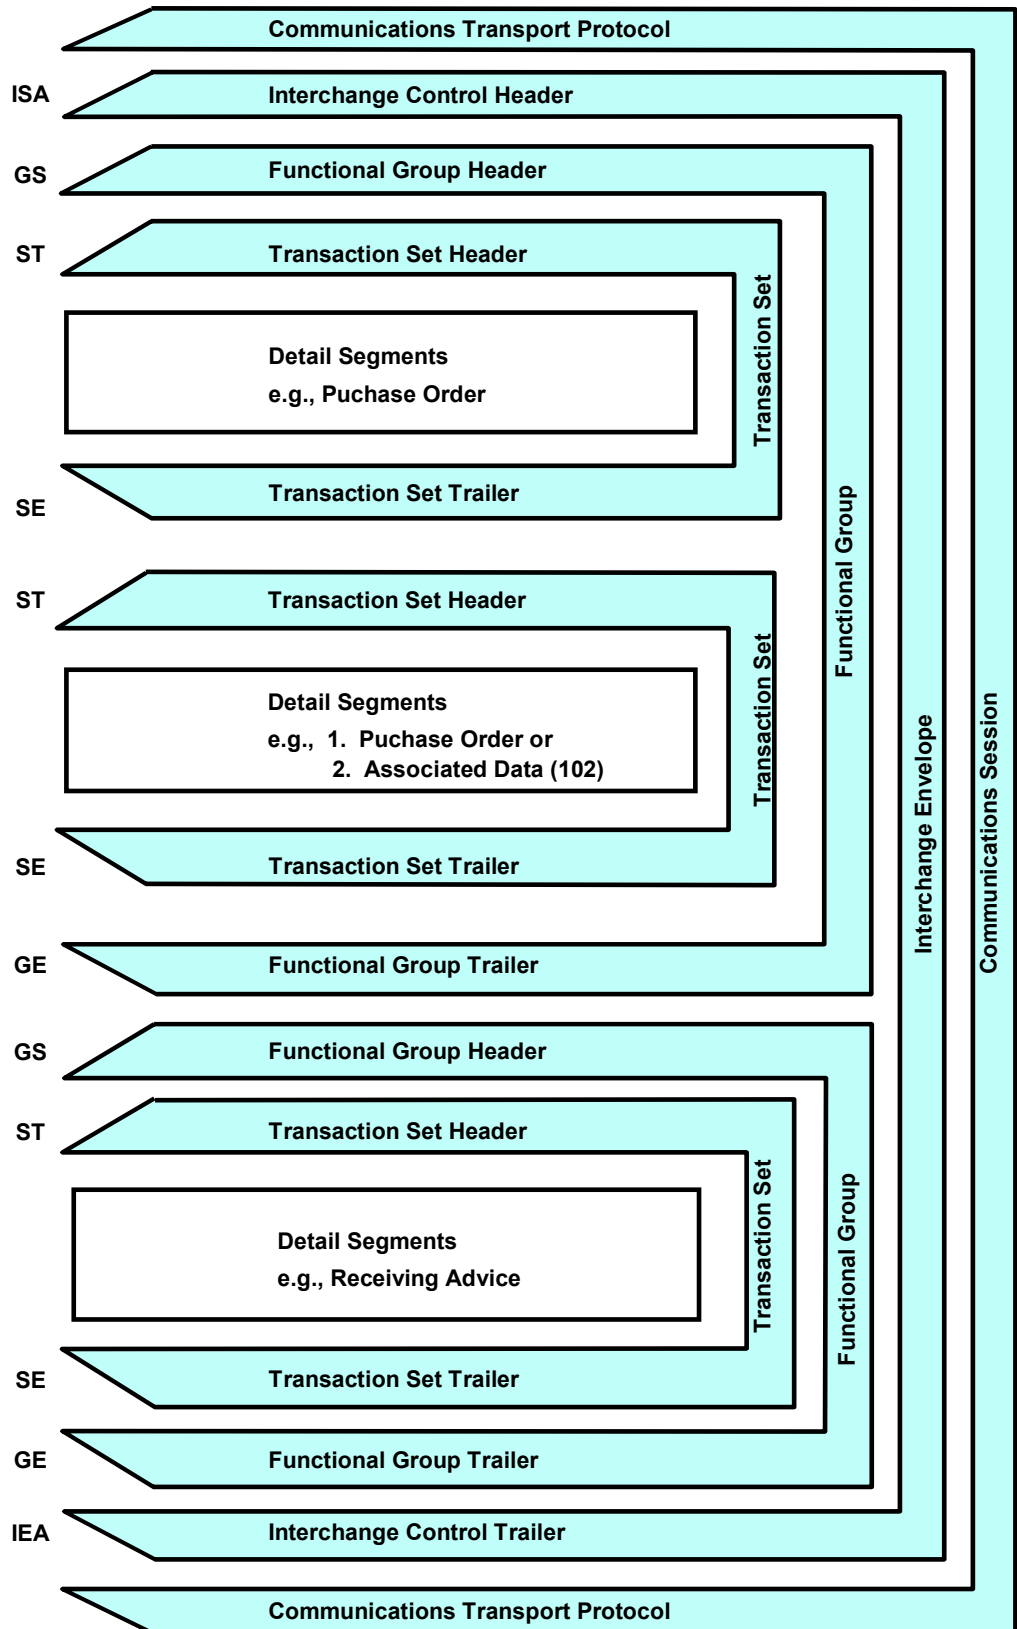 Communications Transport Protocol
ISA
Interchange Control Header
GS
Functional Group Header
ST
Transaction Set Header
Detail Segments
e.g., Puchase Order
Transaction Set
SE
Transaction Set Trailer
ST
Transaction Set Header
Detail Segments
e.g., 1. Puchase Order or
2. Associated Data (102)
Transaction Set
SE
Transaction Set Trailer
Functional Group
GE
Functional Group Trailer
GS
Functional Group Header
ST
Transaction Set Header
Detail Segments
e.g., Receiving Advice
Transaction Set
SE
Transaction Set Trailer
Functional Group
GE
Functional Group Trailer
IEA
Interchange Control Trailer
Interchange Envelope
Communications Session
Communications Transport Protocol